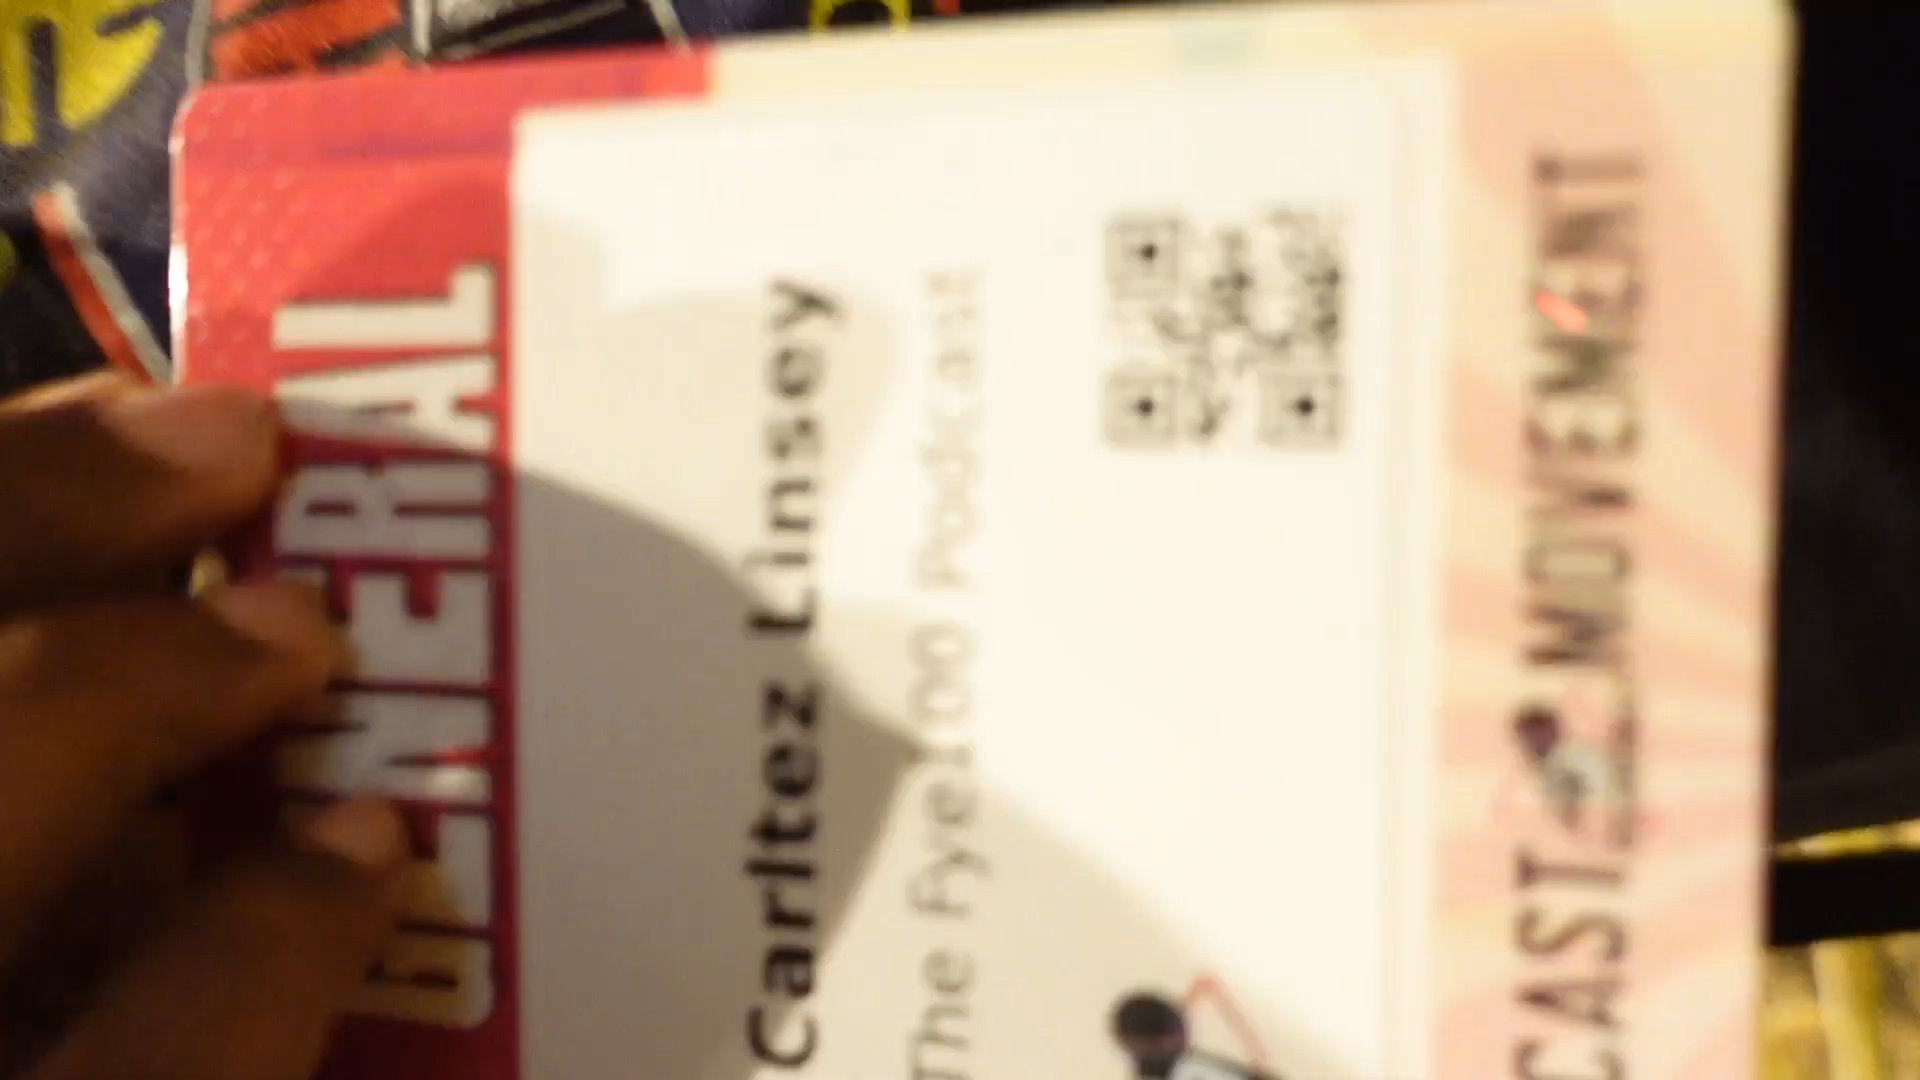 CAST MOVEMENT
Carltez Linsey
The Fye100 Podcast
GENERAL